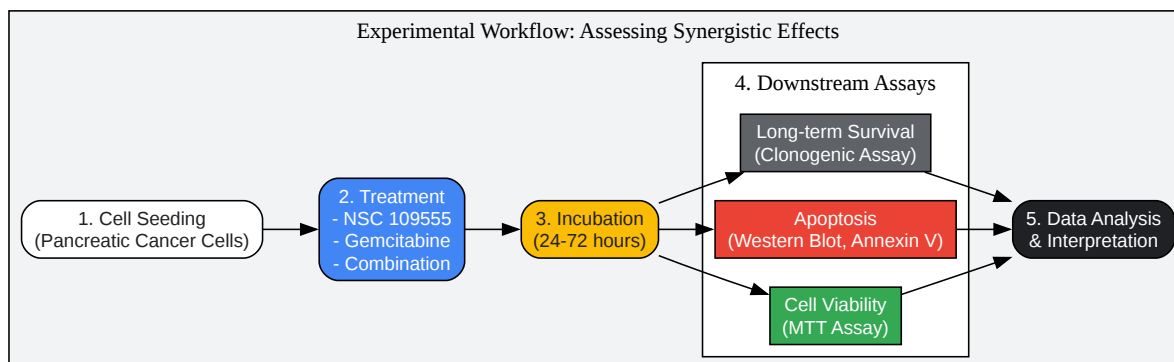 Experimental Workflow: Assessing Synergistic Effects
1. Cell Seeding
(Pancreatic Cancer Cells)
2. Treatment
- NSC 109555
- Gemcitabine
- Combination
3. Incubation
(24-72 hours)
4. Downstream Assays
Long-term Survival
(Clonogenic Assay)
Apoptosis
(Western Blot, Annexin V)
Cell Viability
(MTT Assay)
5. Data Analysis
& Interpretation